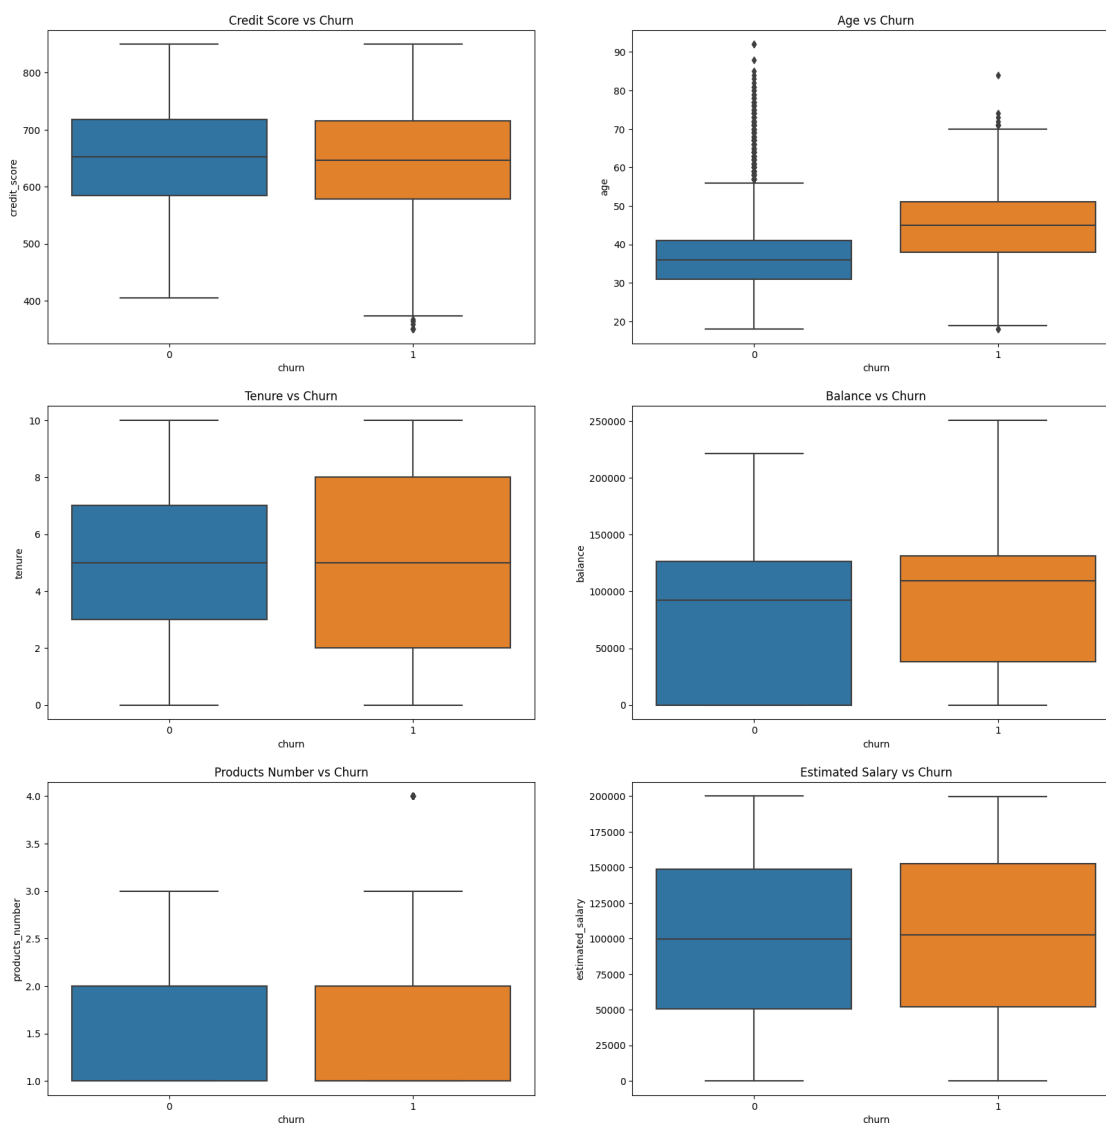 Credit Score vs Churn
800
700
600
500
400
credit_score
0
1
churn
Age vs Churn
90
80
70
60
50
40
30
20
age
0
1
churn
Tenure vs Churn
10
8
6
4
2
0
tenure
0
1
churn
Balance vs Churn
250000
200000
150000
100000
50000
0
balance
0
1
churn
Products Number vs Churn
4.0
3.5
3.0
2.5
2.0
1.5
1.0
products_number
0
1
churn
Estimated Salary vs Churn
200000
175000
150000
125000
100000
75000
50000
25000
0
estimated_salary
0
1
churn